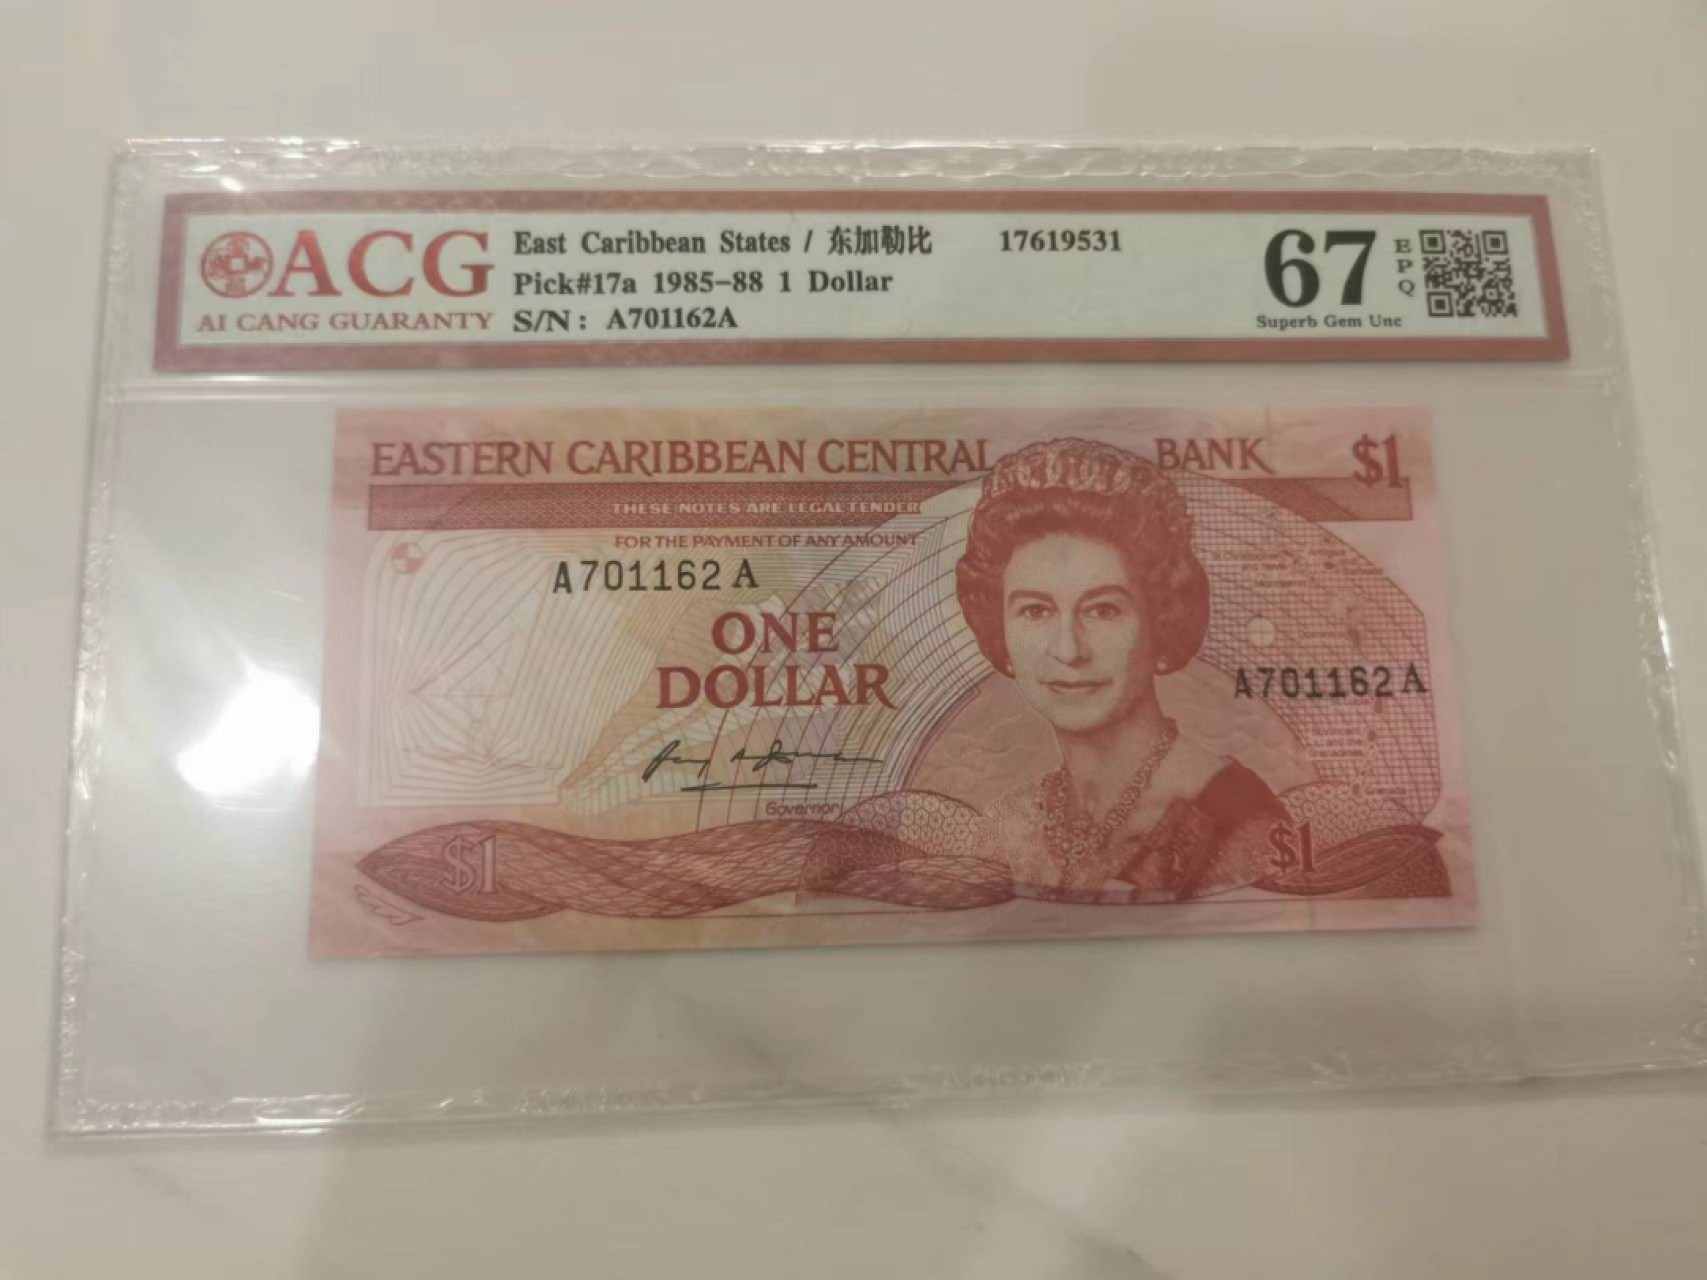 ACG
AI CANG GUARANTY
East Caribbean States / 东加勒比 17619531
Pick#17a 1985-88 1 Dollar
S/N: A701162A
67 EPQ
Superb Gem Unc
EASTERN CARIBBEAN CENTRAL BANK $1
THESE NOTES ARE LEGAL TENDER
FOR THE PAYMENT OF ANY AMOUNT
A701162 A
ONE
DOLLAR
A701162 A
Governor
$1 $1